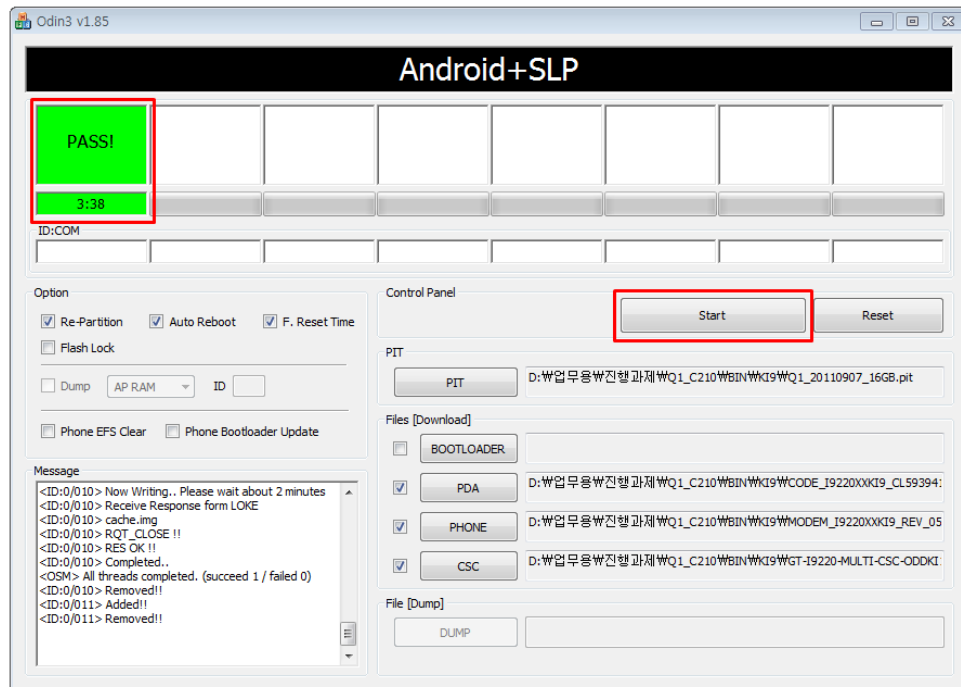 Odin3 v1.85
Android+SLP
PASS!
3:38
ID:COM
Option
Re-Partition
Auto Reboot
F. Reset Time
Flash Lock
Dump
AP RAM
ID
Phone EFS Clear
Phone Bootloader Update
Message
<ID:0/010> Now Writing.. Please wait about 2 minutes
<ID:0/010> Receive Response form LOKE
<ID:0/010> cache.img
<ID:0/010> RQT_CLOSE !!
<ID:0/010> RES OK !!
<ID:0/010> Completed..
<OSM> All threads completed. (succeed 1 / failed 0)
<ID:0/010> Removed!!
<ID:0/011> Added!!
<ID:0/011> Removed!!
Control Panel
Start
Reset
PIT
PIT
D:₩업무용₩진행과제₩Q1_C210₩BIN₩KI9₩Q1_20110907_16GB.pit
Files [Download]
BOOTLOADER
PDA
D:₩업무용₩진행과제₩Q1_C210₩BIN₩KI9₩CODE_I9220XXKI9_CL593941
PHONE
D:₩업무용₩진행과제₩Q1_C210₩BIN₩KI9₩MODEM_I9220XXKI9_REV_05
CSC
D:₩업무용₩진행과제₩Q1_C210₩BIN₩KI9₩GT-I9220-MULTI-CSC-ODDKI
File [Dump]
DUMP